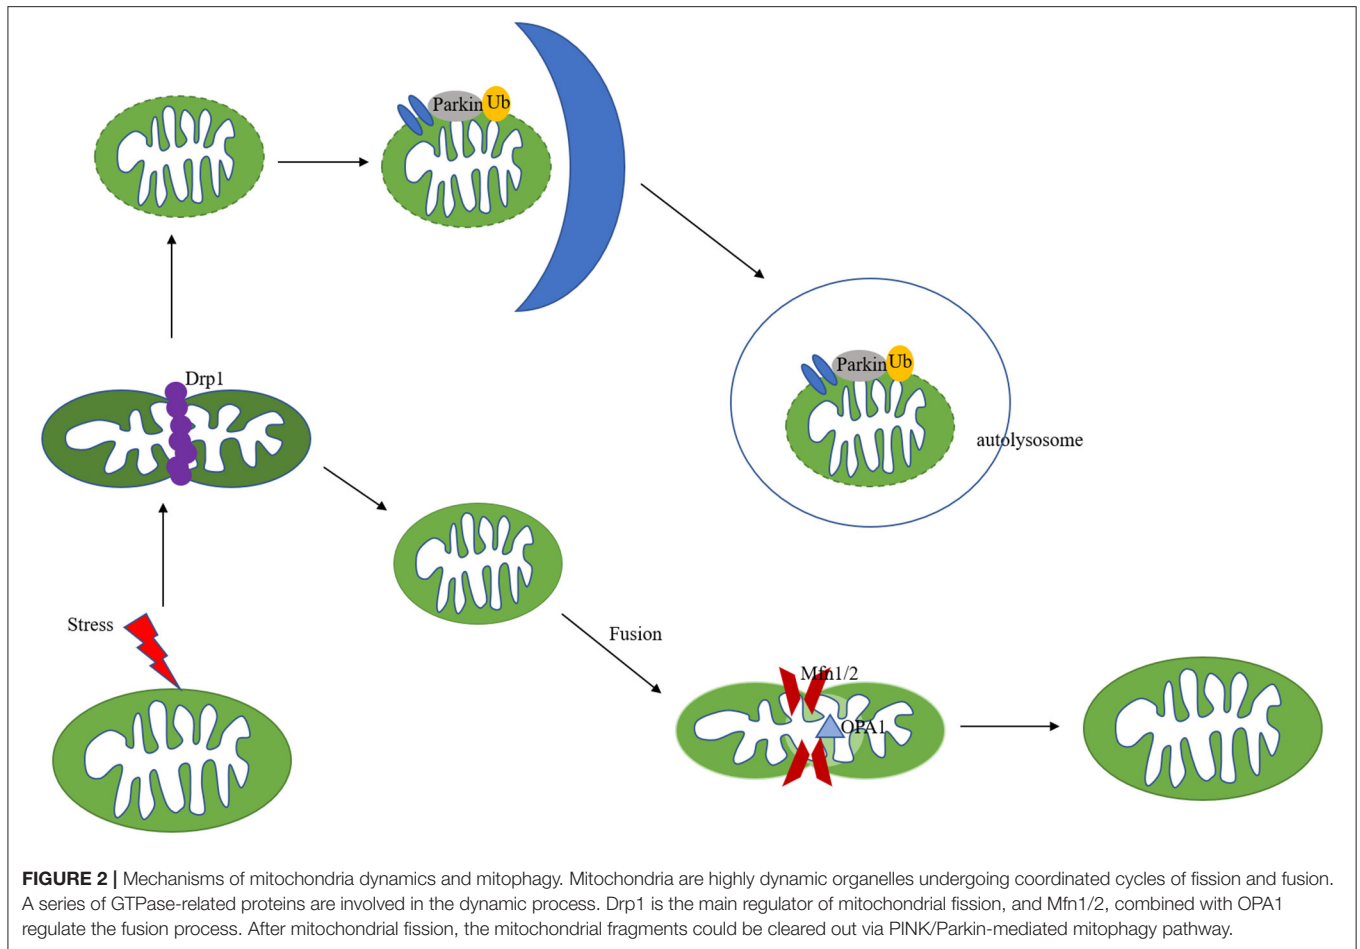 Parkin Ub
Drp1
Parkin Ub
autolysosome
Stress
Fusion
Mfn1/2
OPA1
FIGURE 2 | Mechanisms of mitochondria dynamics and mitophagy. Mitochondria are highly dynamic organelles undergoing coordinated cycles of fission and fusion.
A series of GTPase-related proteins are involved in the dynamic process. Drp1 is the main regulator of mitochondrial fission, and Mfn1/2, combined with OPA1
regulate the fusion process. After mitochondrial fission, the mitochondrial fragments could be cleared out via PINK/Parkin-mediated mitophagy pathway.